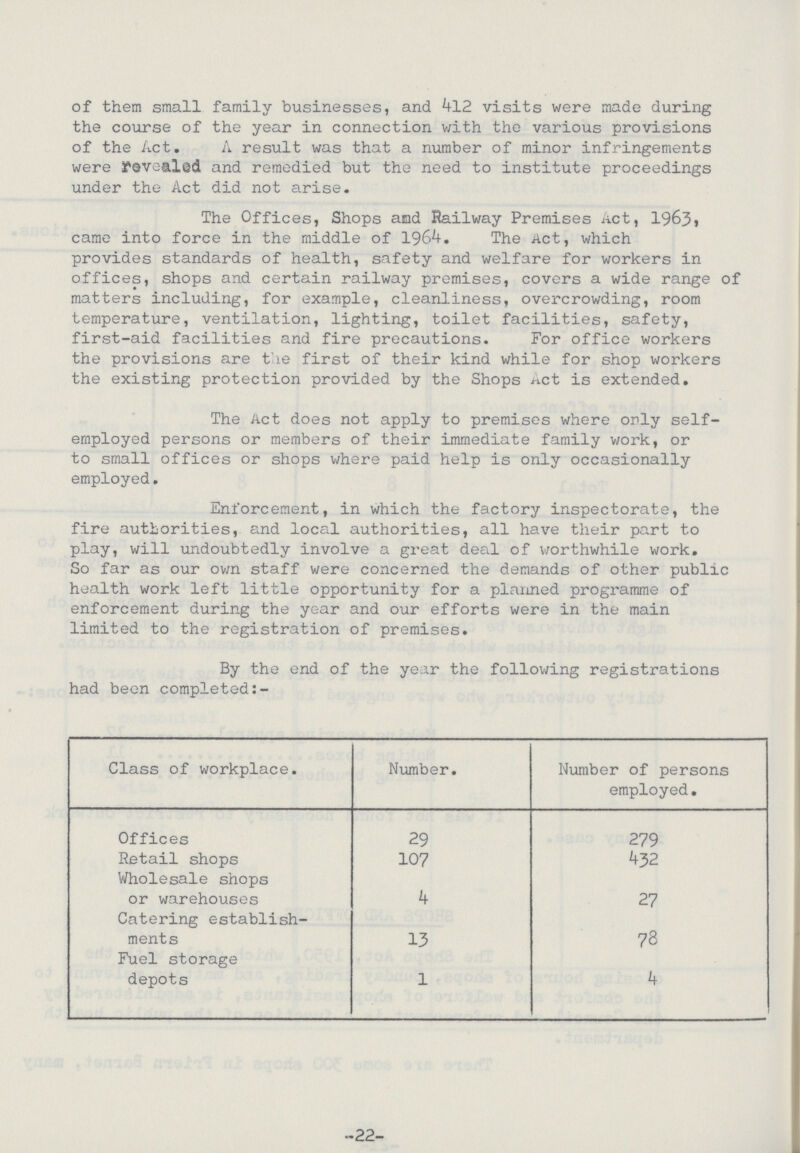 of them small family businesses, and 412 visits were made during
the course of the year in connection with the various provisions
of the Act. A result was that a number of minor infringements
were revealed and remedied but the need to institute proceedings
under the Act did not arise.
The Offices, Shops and Railway Premises Act, 1963,
came into force in the middle of 1964. The Act, which
provides standards of health, safety and welfare for workers in
offices, shops and certain railway premises, covers a wide range of
matters including, for example, cleanliness, overcrowding, room
temperature, ventilation, lighting, toilet facilities, safety,
first-aid facilities and fire precautions. For office workers
the provisions are the first of their kind while for shop workers
the existing protection provided by the Shops Act is extended.
The Act does not apply to premises where only self-
employed persons or members of their immediate family work, or
to small offices or shops where paid help is only occasionally
employed.
Enforcement, in which the factory inspectorate, the
fire authorities, and local authorities, all have their part to
play, will undoubtedly involve a great deal of worthwhile work.
So far as our own staff were concerned the demands of other public
health work left little opportunity for a planned programme of
enforcement during the year and our efforts were in the main
limited to the registration of premises.
By the end of the year the following registrations
had been completed:-
Class of workplace. Number. Number of persons
employed.
Offices 29 279
Retail shops 107 432
Wholesale shops
or warehouses 4 27
Catering establish-
ments 13 78
Fuel storage
depots 1 4
-22-